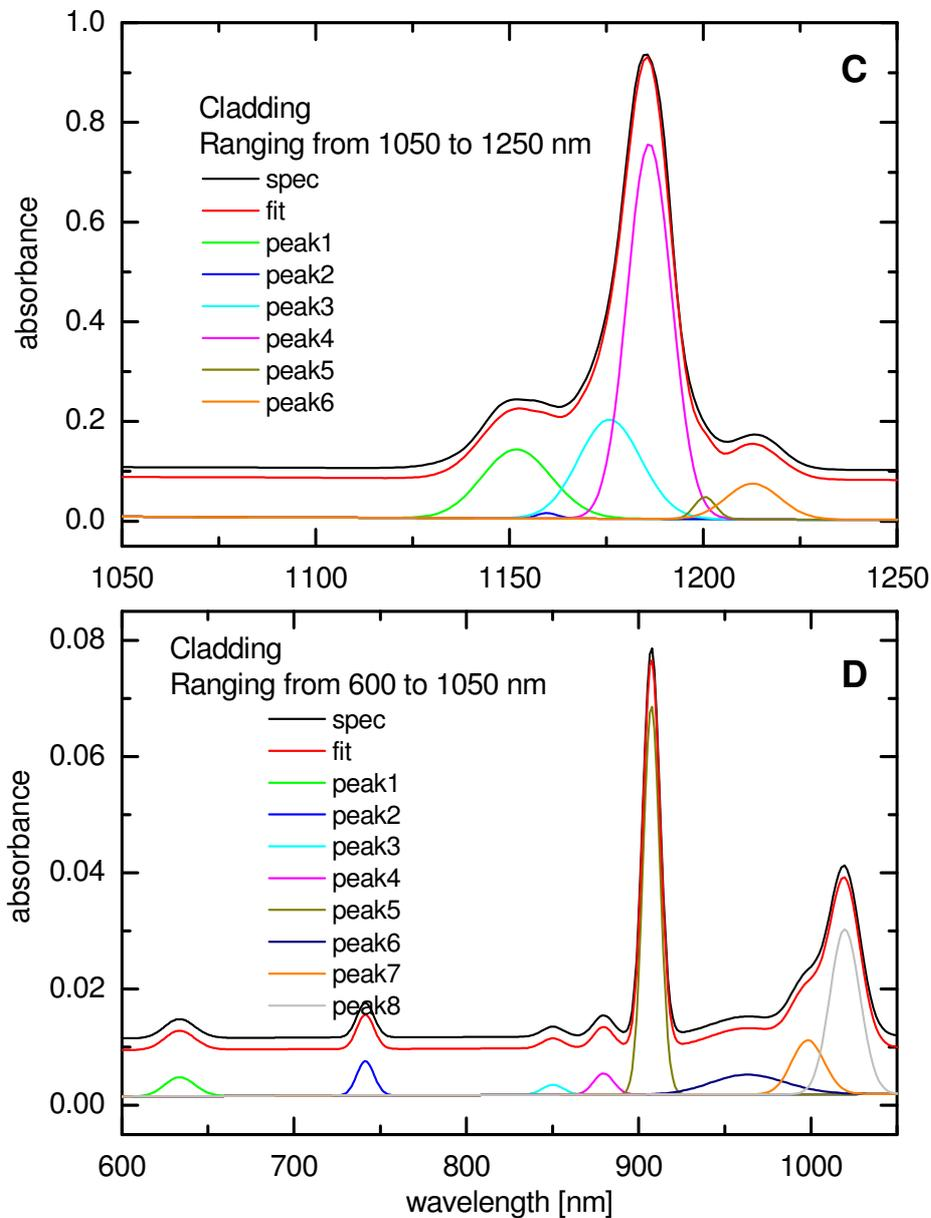 1.0
C
Cladding
Ranging from 1050 to 1250 nm
0.8
spec
fit
peak1
peak2
peak3
peak4
peak5
peak6
0.6
0.4
0.2
0.0
absorbance
1050 1100 1150 1200 1250
0.08
D
Cladding
Ranging from 600 to 1050 nm
spec
fit
peak1
peak2
peak3
peak4
peak5
peak6
peak7
peak8
0.06
0.04
0.02
0.00
absorbance
600 700 800 900 1000
wavelength [nm]